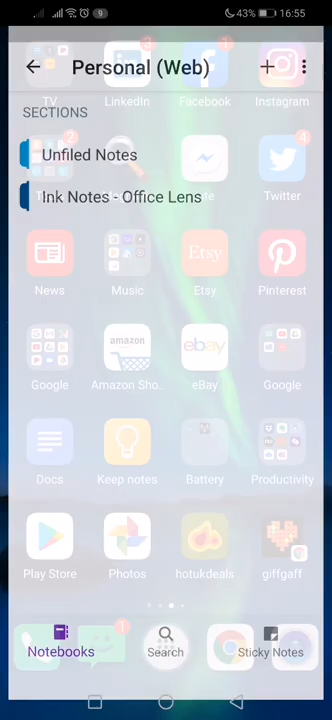 9 43% 16:55
Personal (Web)
TV LinkedIn Facebook Instagram
SECTIONS
Unfiled Notes
Twitter
Ink Notes - Office Lens
News Music Etsy Pinterest
Google Amazon Sho.. eBay Google
Docs Keep notes Battery Productivity
Play Store Photos hotukdeals giffgaff
Notebooks Search Sticky Notes